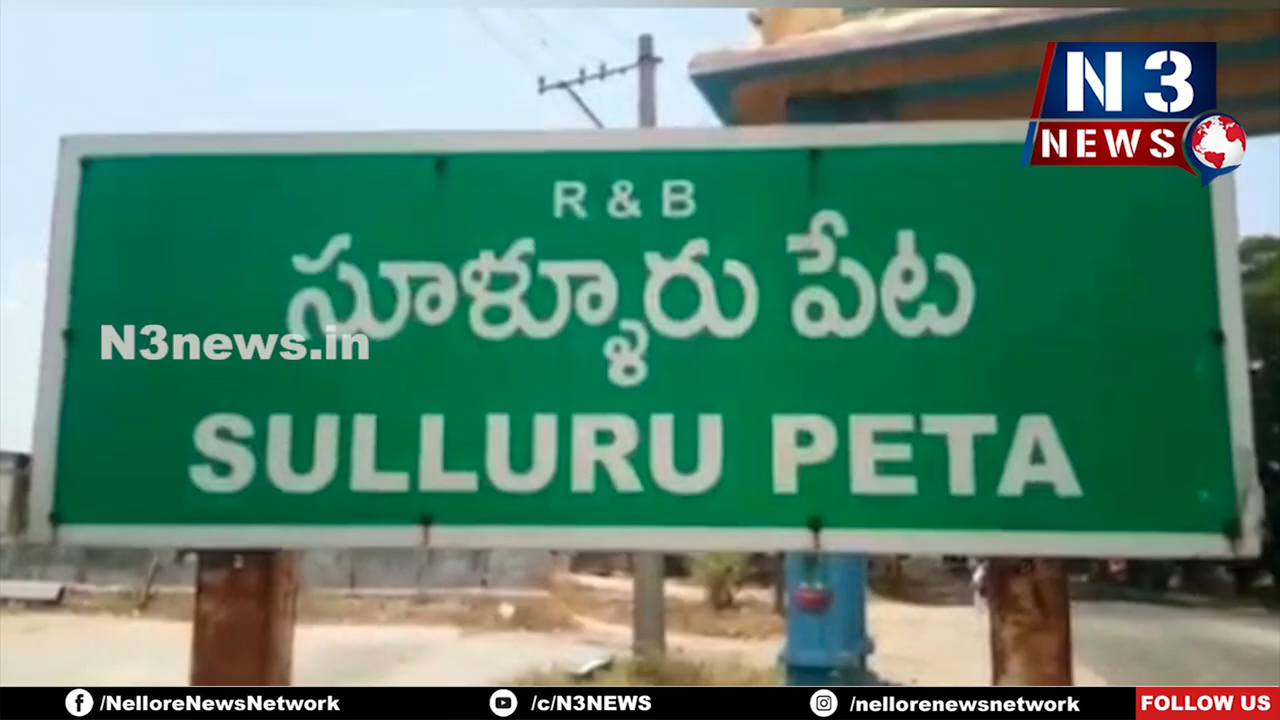 N 3
NEWS
R & B
సూళ్ళూరు పేట
N3news.in
SULLURU PETA
/NelloreNewsNetwork
/c/N3NEWS
/nellorenewsnetwork
FOLLOW US